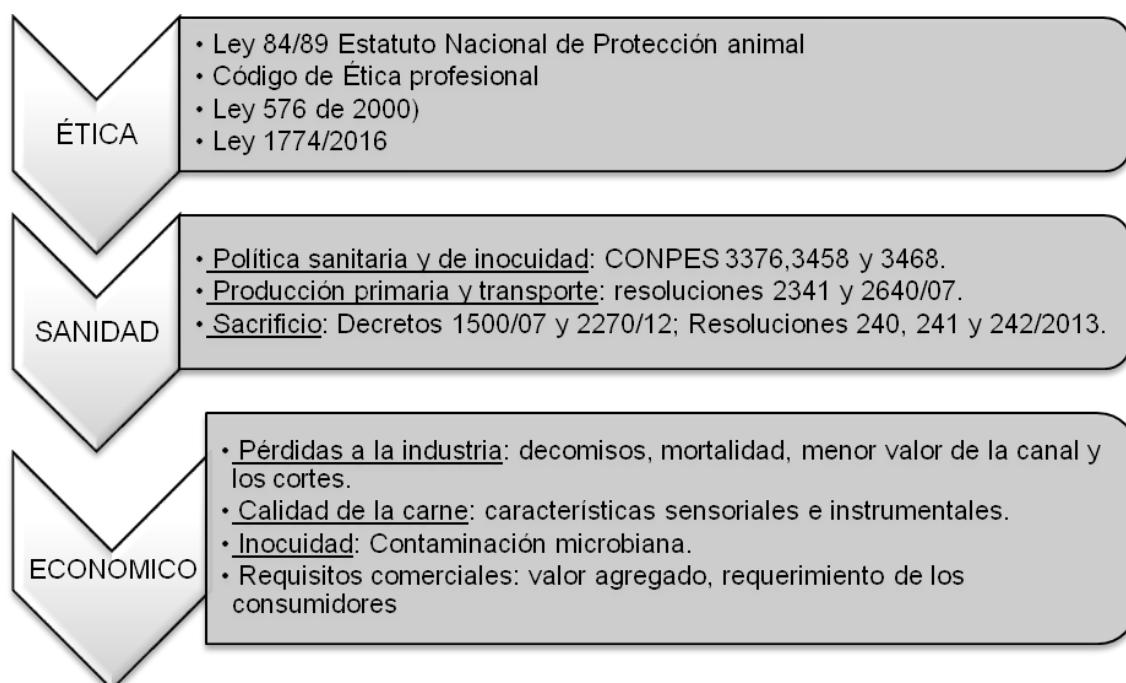 ÉTICA
• Ley 84/89 Estatuto Nacional de Protección animal
• Código de Ética profesional
• Ley 576 de 2000)
• Ley 1774/2016
SANIDAD
• Política sanitaria y de inocuidad: CONPES 3376,3458 y 3468.
• Producción primaria y transporte: resoluciones 2341 y 2640/07.
• Sacrificio: Decretos 1500/07 y 2270/12; Resoluciones 240, 241 y 242/2013.
ECONOMICO
• Pérdidas a la industria: decomisos, mortalidad, menor valor de la canal y
los cortes.
• Calidad de la carne: características sensoriales e instrumentales.
• Inocuidad: Contaminación microbiana.
• Requisitos comerciales: valor agregado, requerimiento de los
consumidores